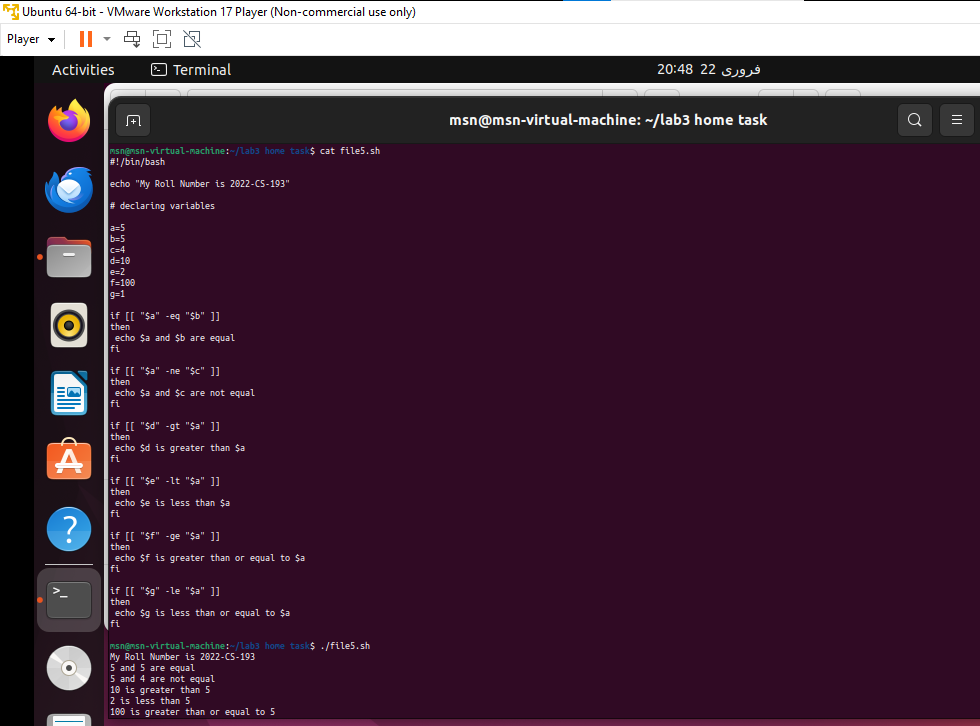 Ubuntu 64-bit - VMware Workstation 17 Player (Non-commercial use only)
Player
Activities
Terminal
20:48 22 فروری
msn@msn-virtual-machine: ~/lab3 home task
msn@msn-virtual-machine:~/lab3 home task$ cat file5.sh
#!/bin/bash
echo "My Roll Number is 2022-CS-193"
# declaring variables
a=5
b=5
c=4
d=10
e=2
f=100
g=1
if [[ "$a" -eq "$b" ]]
then
echo $a and $b are equal
fi
if [[ "$a" -ne "$c" ]]
then
echo $a and $c are not equal
fi
if [[ "$d" -gt "$a" ]]
then
echo $d is greater than $a
fi
if [[ "$e" -lt "$a" ]]
then
echo $e is less than $a
fi
if [[ "$f" -ge "$a" ]]
then
echo $f is greater than or equal to $a
fi
if [[ "$g" -le "$a" ]]
then
echo $g is less than or equal to $a
fi
msn@msn-virtual-machine:~/lab3 home task$ ./file5.sh
My Roll Number is 2022-CS-193
5 and 5 are equal
5 and 4 are not equal
10 is greater than 5
2 is less than 5
100 is greater than or equal to 5